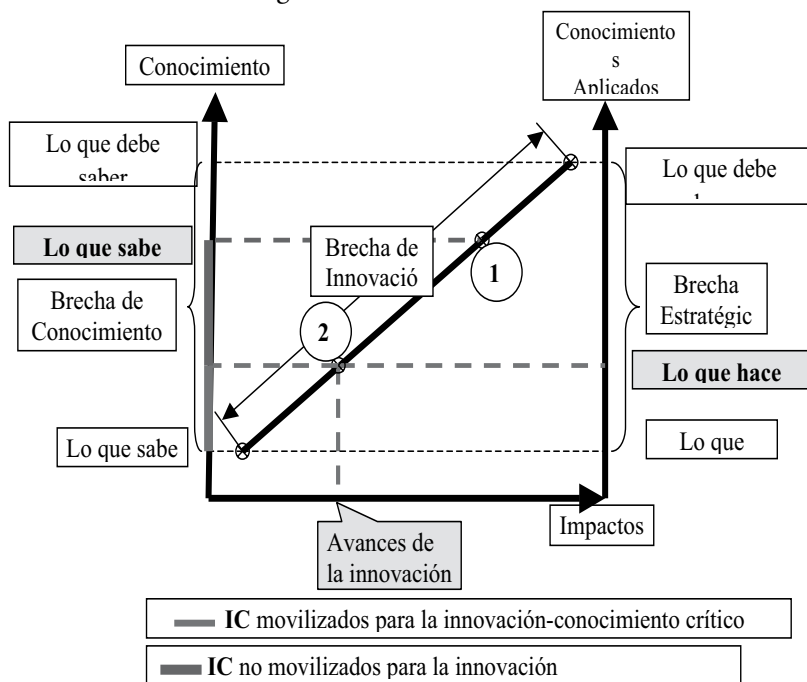 Conocimiento
Conocimiento
s
Aplicados
Lo que debe
saber
Lo que debe
Lo que sabe
Brecha de
Innovació
1
Brecha de
Conocimiento
Brecha
Estratégic
2
Lo que hace
Lo que sabe
Lo que
Impactos
Avances de
la innovación
IC movilizados para la innovación-conocimiento crítico
IC no movilizados para la innovación